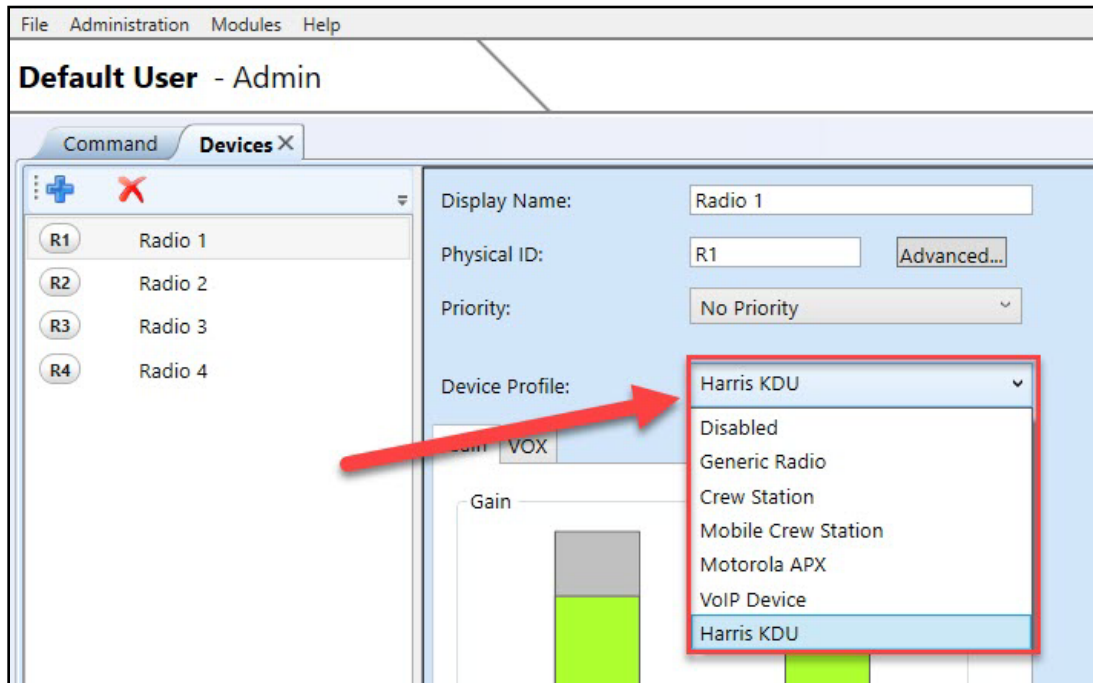 File Administration Modules Help
Default User - Admin
Command Devices
R1 Radio 1
R2 Radio 2
R3 Radio 3
R4 Radio 4
Display Name: Radio 1
Physical ID: R1 Advanced...
Priority: No Priority
Device Profile: Harris KDU
Disabled
Generic Radio
Crew Station
Mobile Crew Station
Motorola APX
VoIP Device
Harris KDU
VOX
Gain